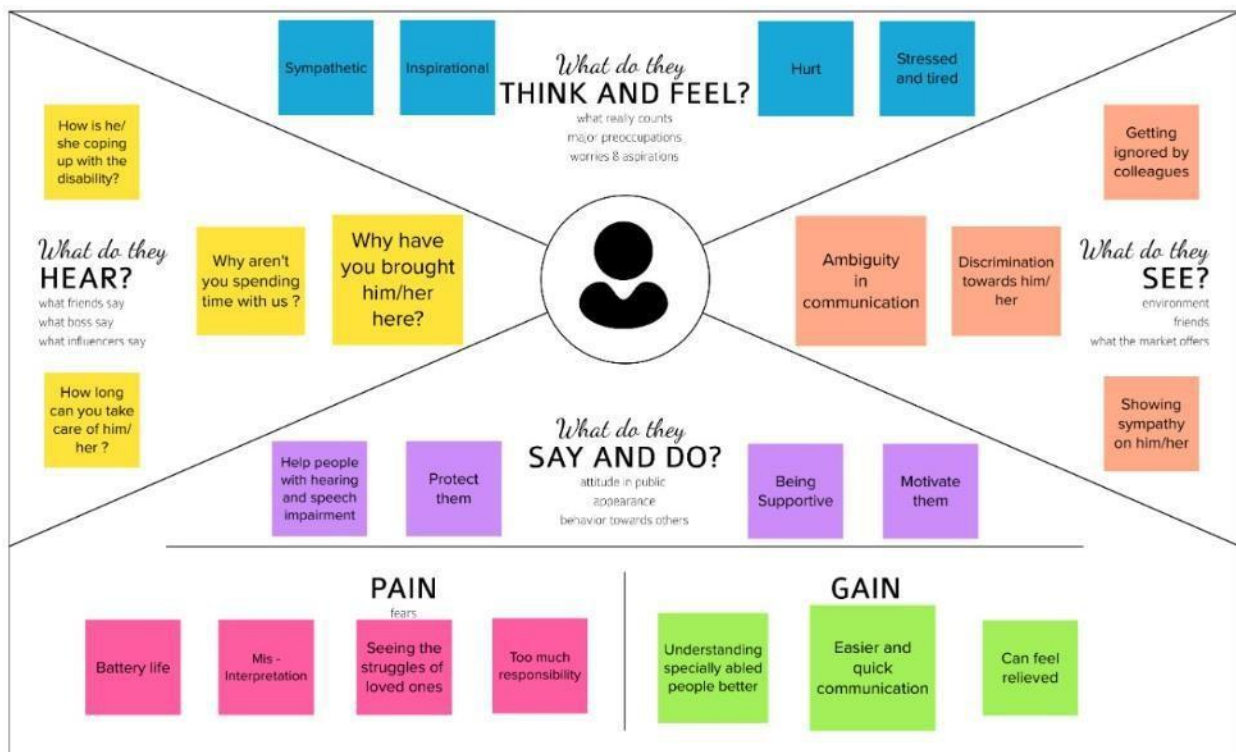 Sympathetic
Inspirational
What do they
THINK AND FEEL?
what really counts
major preoccupations
worries & aspirations
Hurt
Stressed
and tired
How is he/
she coping
up with the
disability?
What do they
HEAR?
what friends say
what boss say
what influencers say
Why aren't
you spending
time with us ?
Why have
you brought
him/her
here?
How long
can you take
care of him/
her ?
Getting
ignored by
colleagues
Ambiguity
in
communication
Discrimination
towards him/
her
What do they
SEE?
environment
friends
what the market offers
Showing
sympathy
on him/her
Help people
with hearing
and speech
impairment
Protect
them
What do they
SAY AND DO?
attitude in public
appearance
behavior towards others
Being
Supportive
Motivate
them
PAIN
fears
Battery life
Mis -
Interpretation
Seeing the
struggles of
loved ones
Too much
responsibility
GAIN
Understanding
specially abled
people better
Easier and
quick
communication
Can feel
relieved